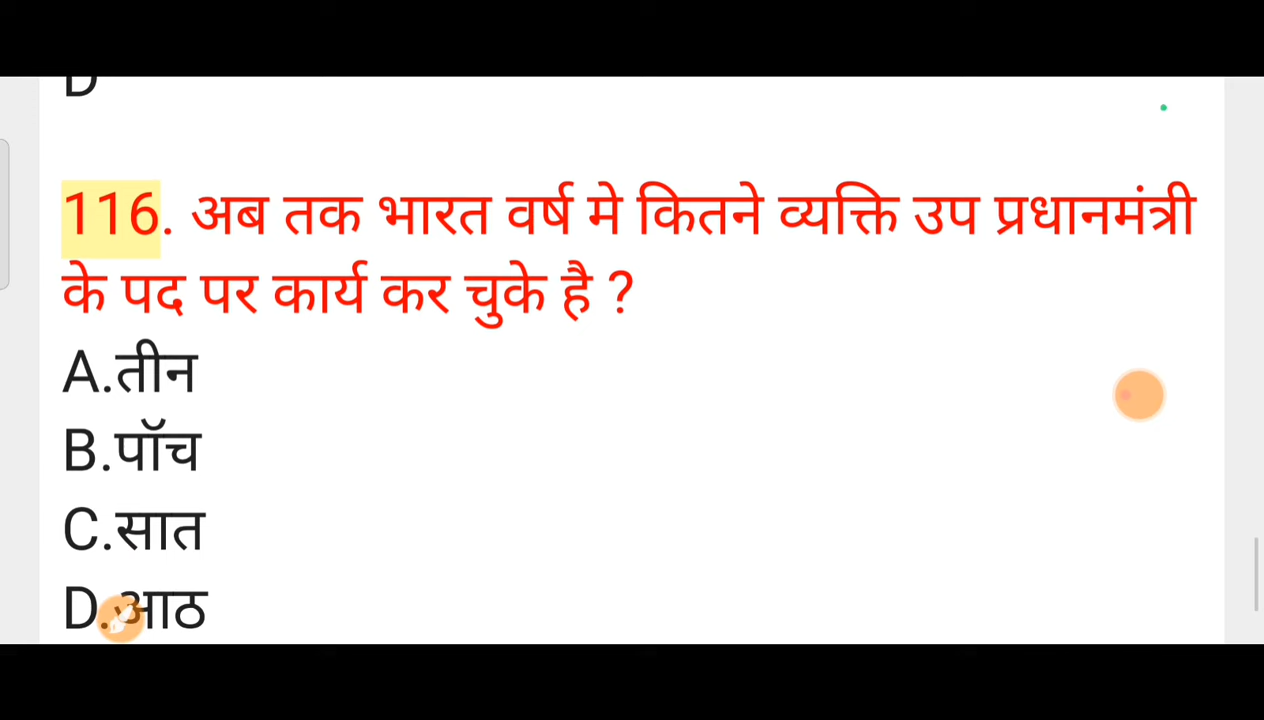 D
116. अब तक भारत वर्ष मे कितने व्यक्ति उप प्रधानमंत्री
के पद पर कार्य कर चुके है ?
A.तीन
B.पॉच
C.सात
D.आठ